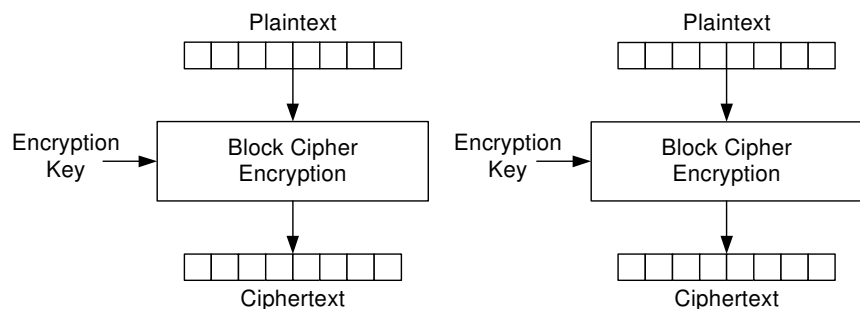 Plaintext
Plaintext
Encryption
Key
Block Cipher
Encryption
Encryption
Key
Block Cipher
Encryption
Ciphertext
Ciphertext